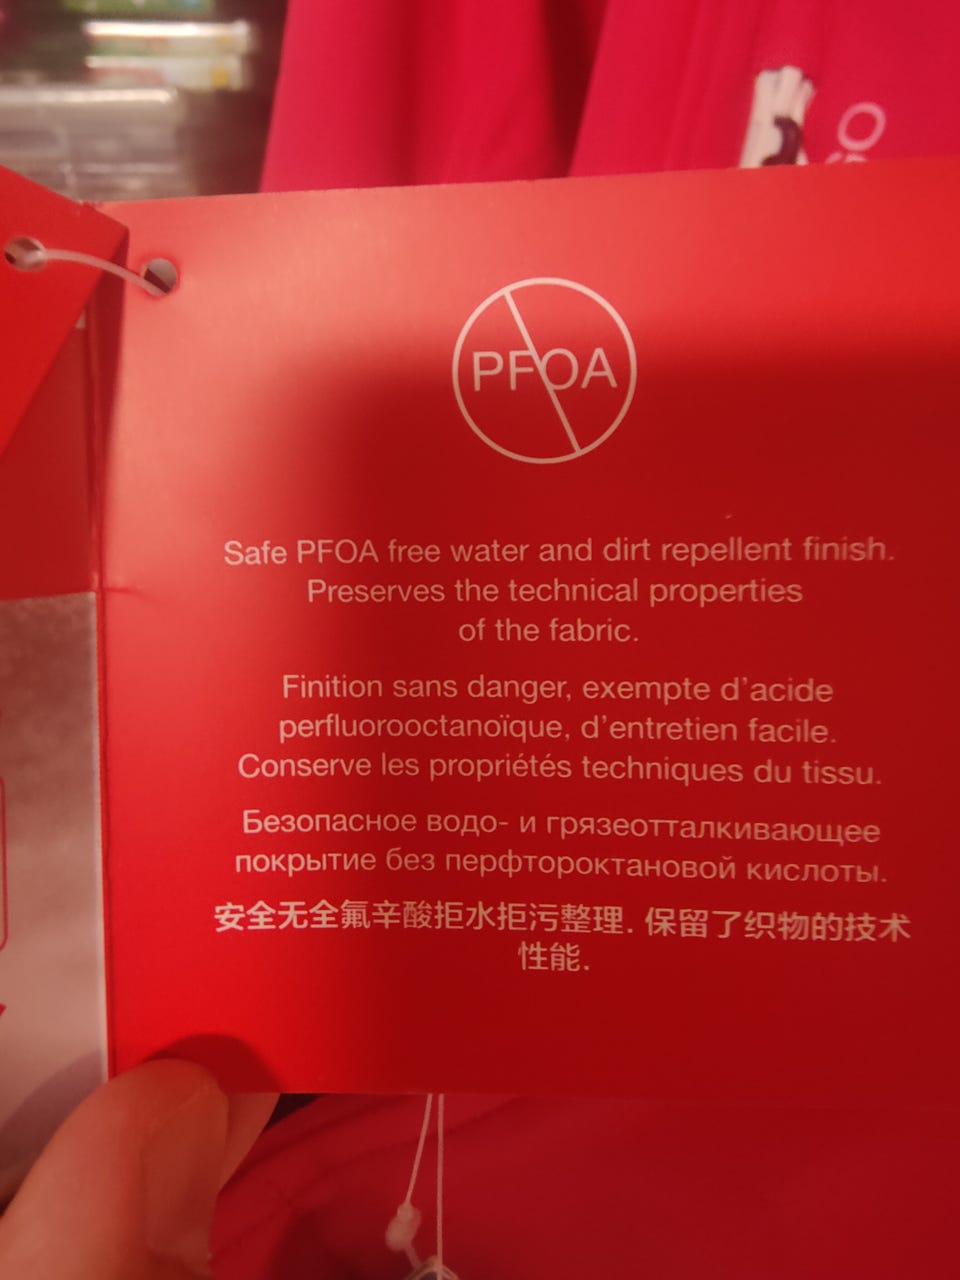 PFOA
Safe PFOA free water and dirt repellent finish.
Preserves the technical properties
of the fabric.
Finition sans danger, exempte d'acide
perfluorooctanoïque, d'entretien facile.
Conserve les propriétés techniques du tissu.
Безопасное водо- и грязеотталкивающее
покрытие без перфтороктановой кислоты.
安全无全氟辛酸拒水拒污整理. 保留了织物的技术
性能.